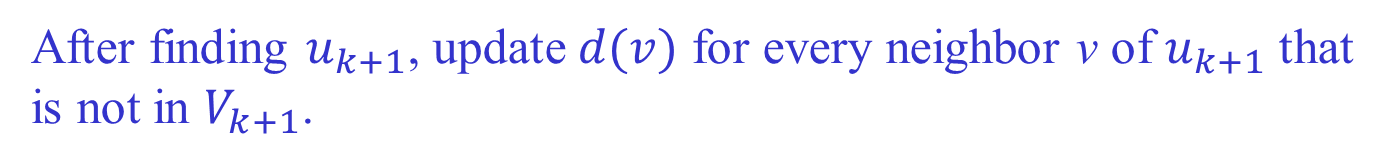 After finding u_{k+1}, update d(v) for every neighbor v of u_{k+1} that
is not in V_{k+1}.